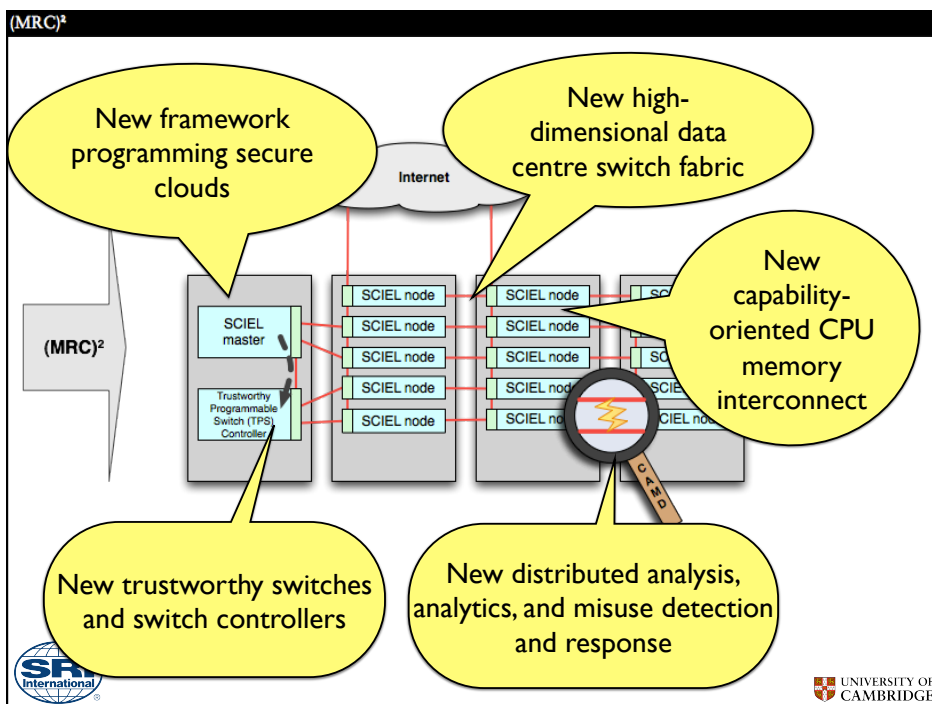 (MRC)²
New framework
programming secure
clouds
New high-
dimensional data
centre switch fabric
Internet
New
capability-
oriented CPU
memory
interconnect
(MRC)²
SCIEL
master
Trustworthy
Programmable
Switch (TPS)
Controller
SCIEL node
SCIEL node
SCIEL node
SCIEL node
SCIEL node
SCIEL node
SCIEL node
SCIEL node
SCIEL
SCIEL
CIEL node
CAMD
New trustworthy switches
and switch controllers
New distributed analysis,
analytics, and misuse detection
and response
SRI
International
UNIVERSITY OF
CAMBRIDGE